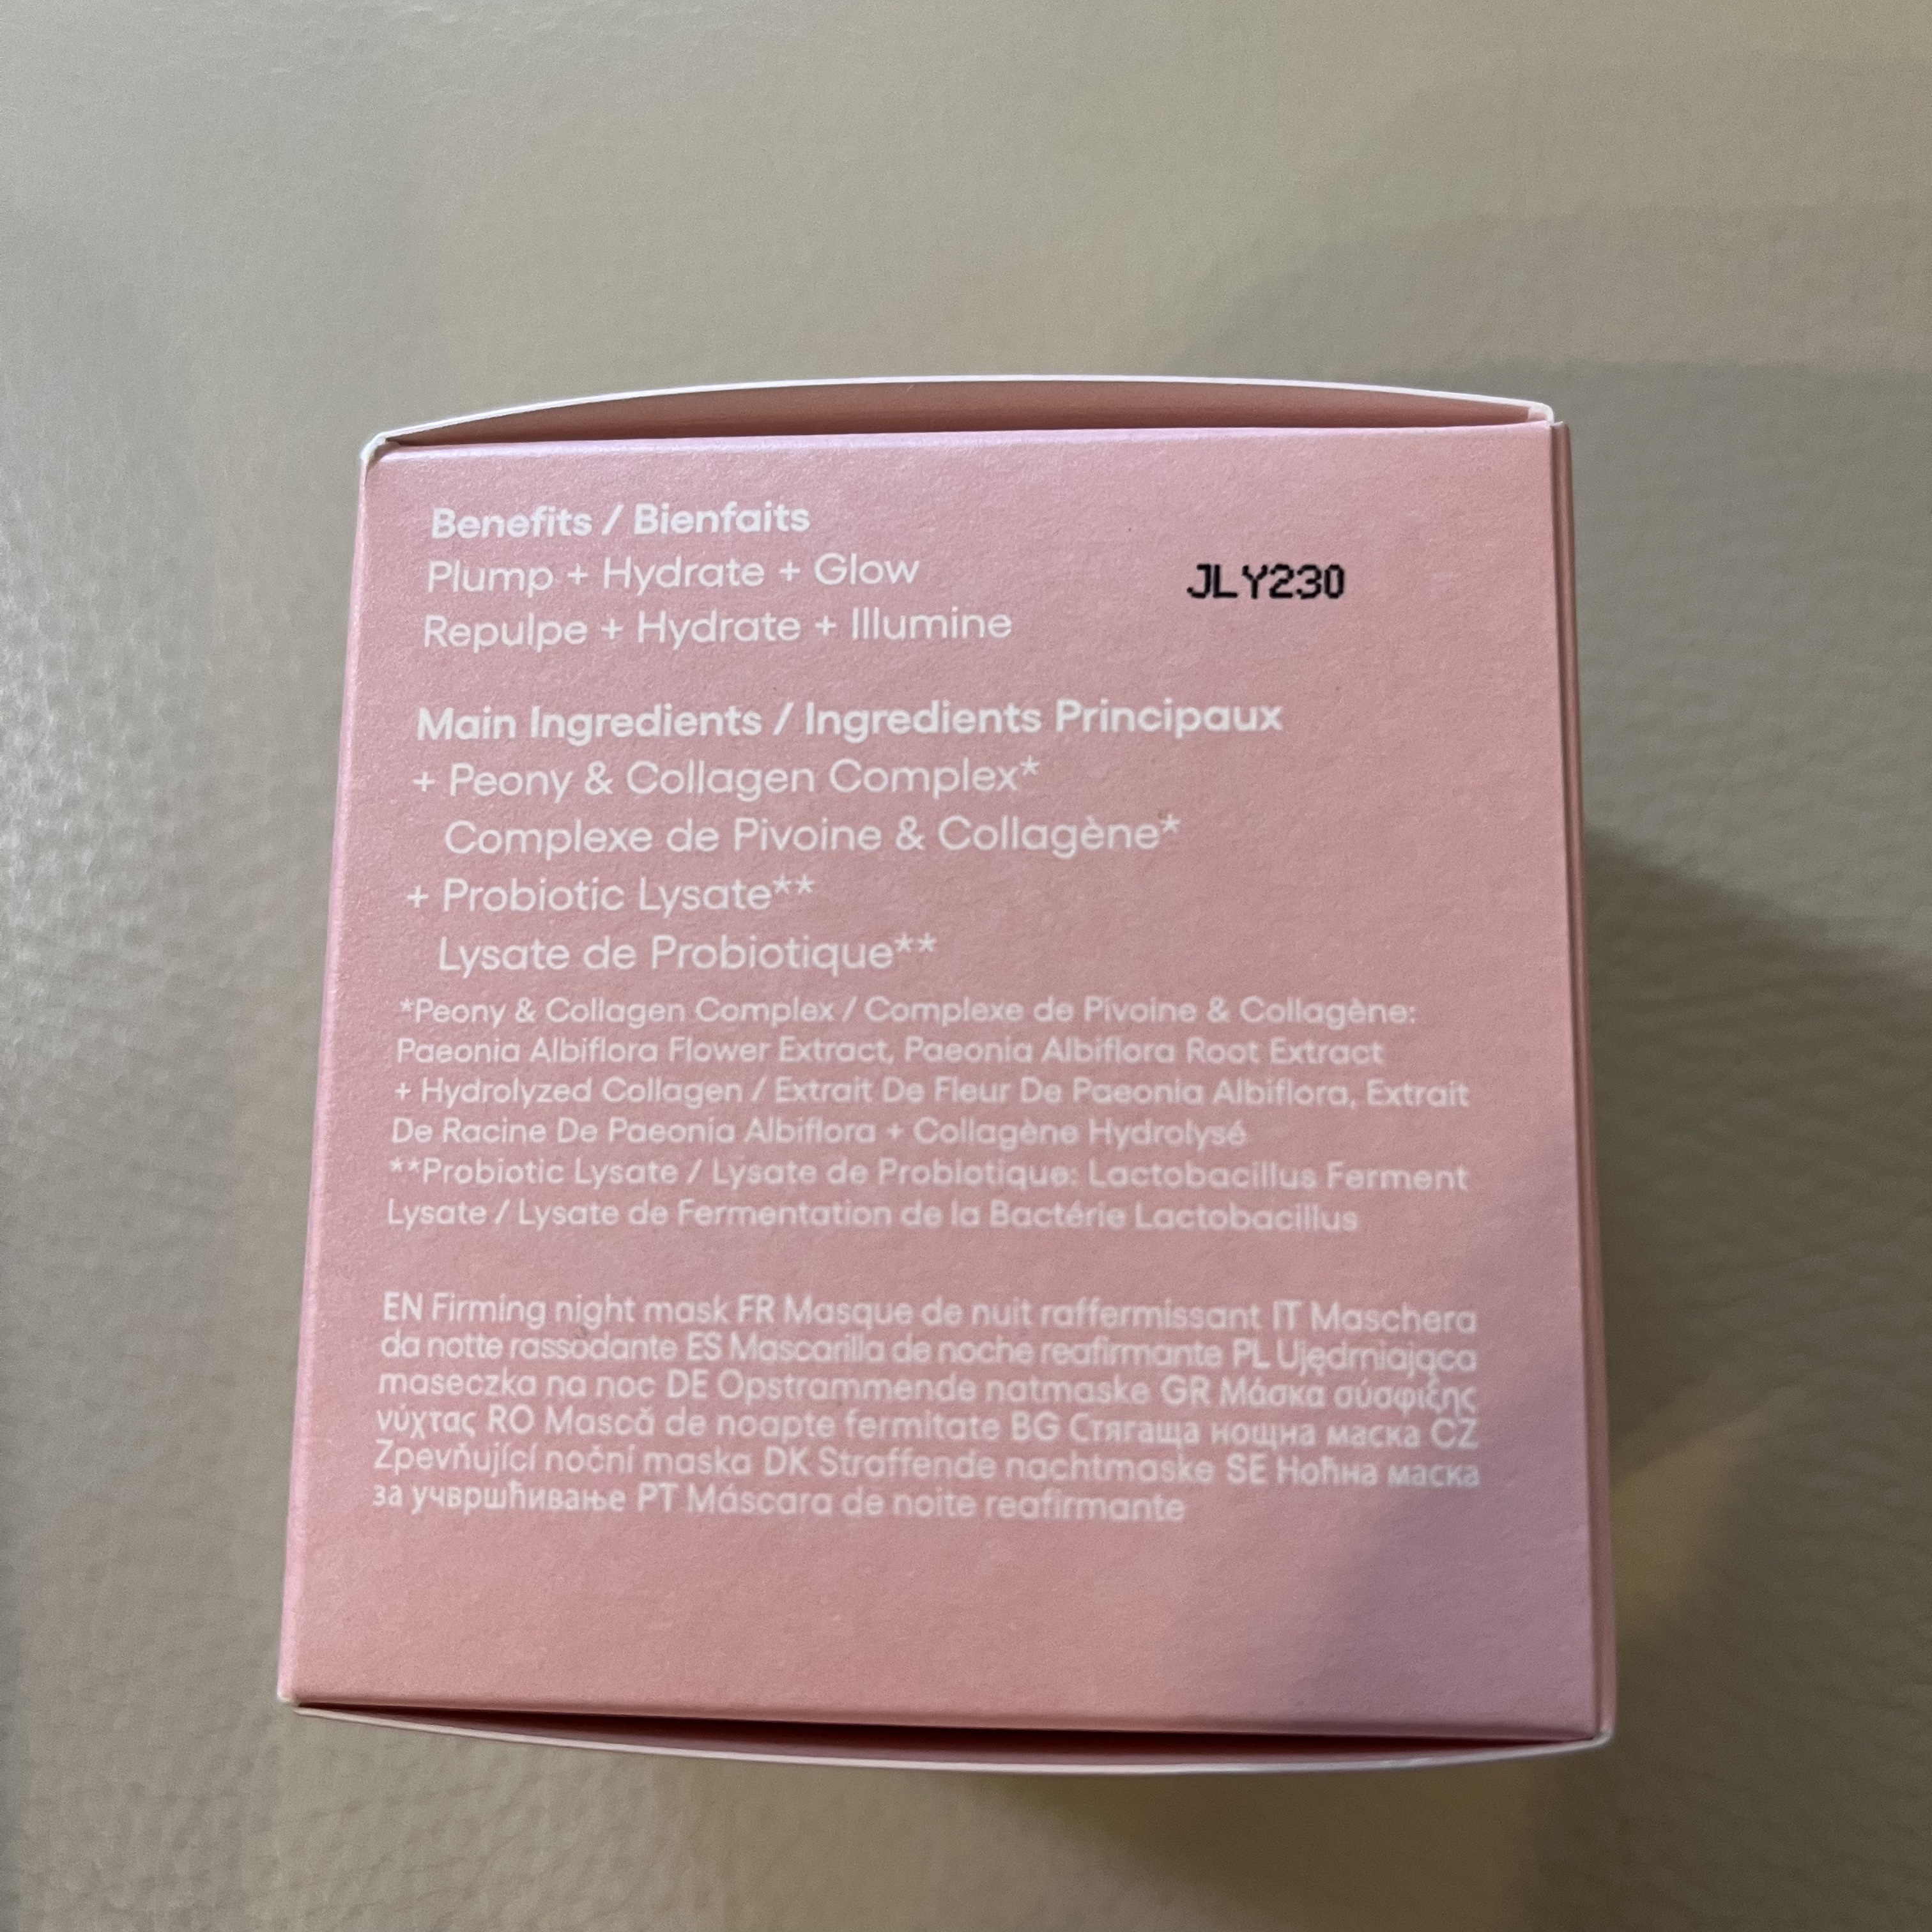 Benefits / Bienfaits
Plump + Hydrate + Glow
JLY230
Repulpe + Hydrate + Illumine
Main Ingredients / Ingredients Principaux
+ Peony & Collagen Complex*
Complexe de Pivoine & Collagène*
+ Probiotic Lysate**
Lysate de Probiotique**
*Peony & Collagen Complex / Complexe de Pivoine & Collagène:
Paeonia Albiflora Flower Extract, Paeonia Albiflora Root Extract
+ Hydrolyzed Collagen / Extrait De Fleur De Paeonia Albiflora, Extrait
De Racine De Paeonia Albiflora + Collagène Hydrolysé
**Probiotic Lysate / Lysate de Probiotique: Lactobacillus Ferment
Lysate / Lysate de Fermentation de la Bactérie Lactobacillus
EN Firming night mask FR Masque de nuit raffermissant IT Maschera
da notte rassodante ES Mascarilla de noche reafirmante PL Ujędrniająca
maseczka na noc DE Opstrammende natmaske GR Μάσκα σύσφιξης
νύχτας RO Mască de noapte fermitate BG Стягаща нощна маска CZ
Zpevňující noční maska DK Straffende nachtmaske SE Ноћна маска
за учвршћивање PT Máscara de noite reafirmante